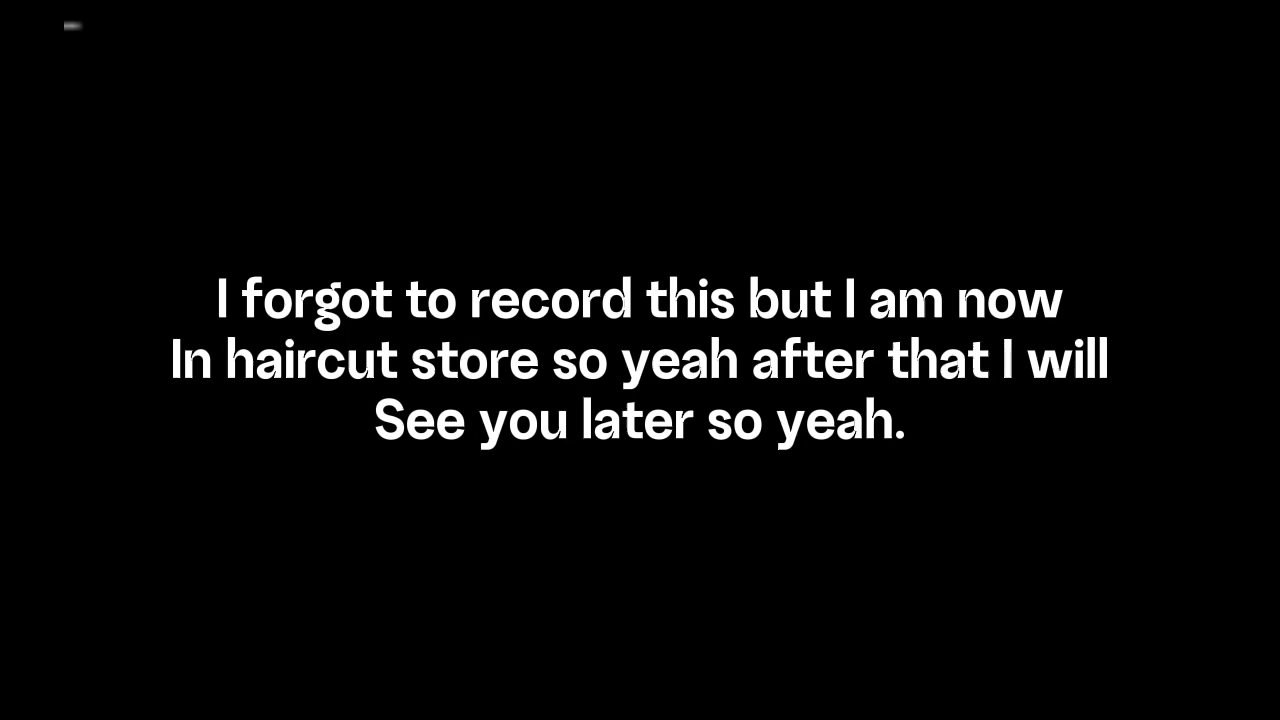 I forgot to record this but I am now
In haircut store so yeah after that I will
See you later so yeah.